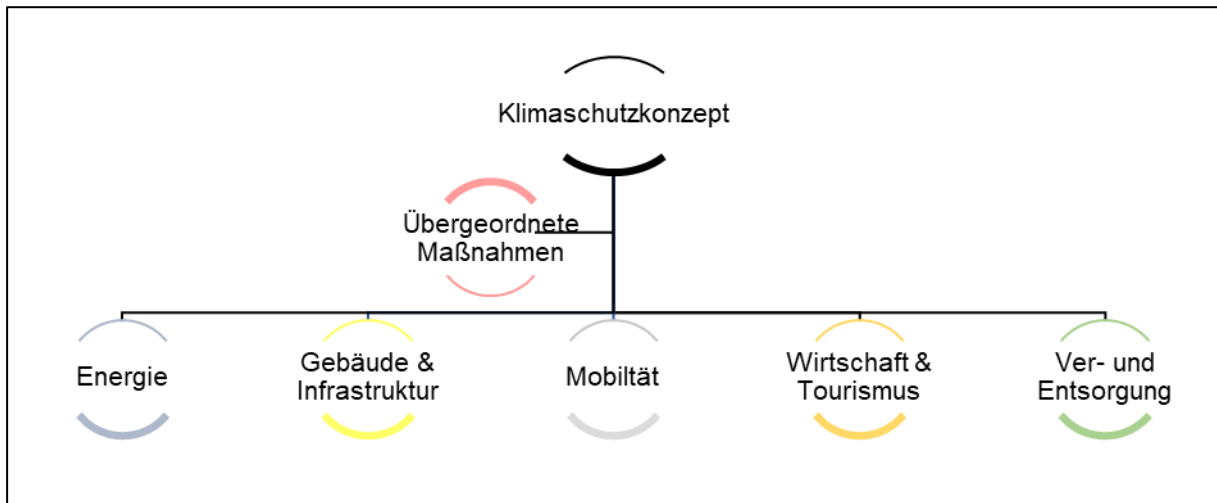 Klimaschutzkonzept
Übergeordnete
Maßnahmen
Energie
Gebäude &
Infrastruktur
Mobiltät
Wirtschaft &
Tourismus
Ver- und
Entsorgung